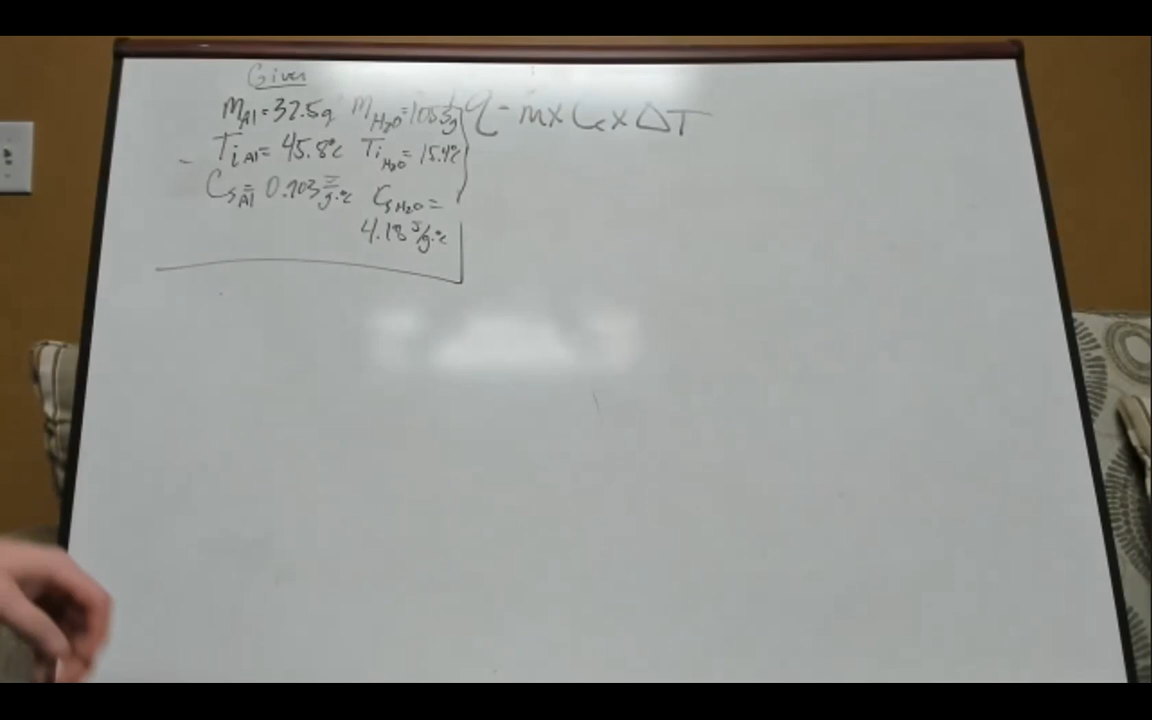 Given
m_Al = 32.5g m_H2O = 105.3g
q = m x C_s x ΔT
T_i Al = 45.8°C T_i H2O = 15.4°C
C_s Al = 0.903 J/g·°C C_s H2O =
4.18 J/g·°C